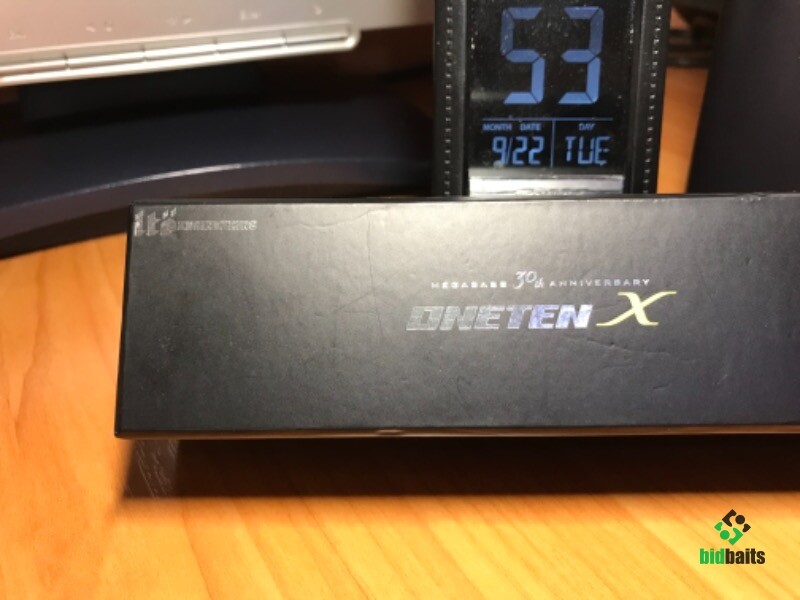 53
MONTH DATE DAY
9/22 TUE
MEGABASS 30th ANNIVERSARY
ONETEN X
bidbaits